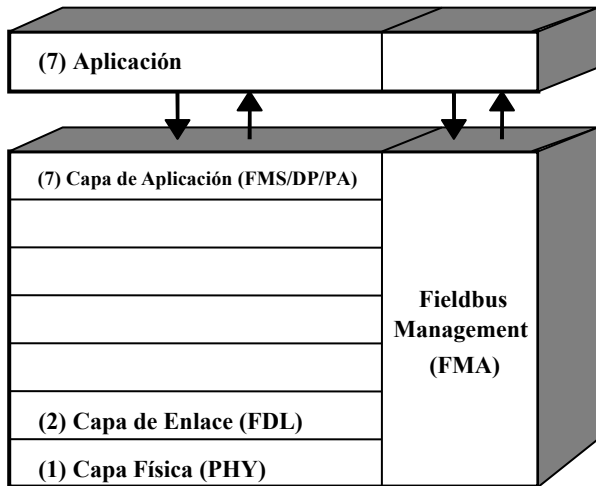 (7) Aplicación
(7) Capa de Aplicación (FMS/DP/PA)
Fieldbus
Management
(FMA)
(2) Capa de Enlace (FDL)
(1) Capa Física (PHY)